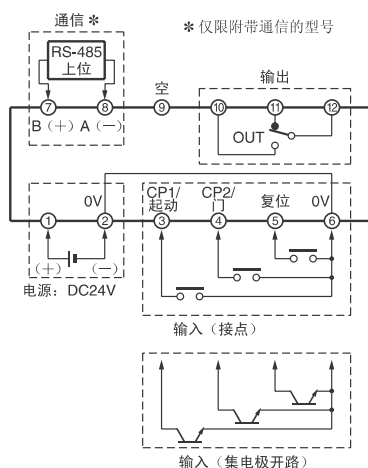 通信＊
＊仅限附带通信的型号
RS-485
上位
空
输出
⑦ ⑧ ⑨ ⑩ ⑪ ⑫
B（＋） A（－）
OUT
0V
CP1/
起动
CP2/
门
复位
0V
① ② ③ ④ ⑤ ⑥
（＋） （－）
电源：DC24V
输入（接点）
输入（集电极开路）